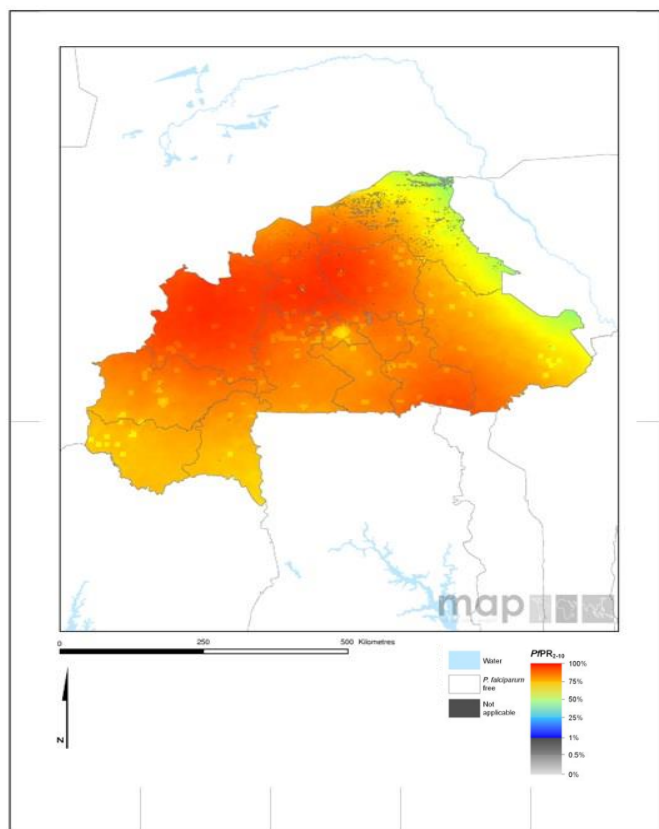 map
0
250
500 Kilometres
N
Water
P. falciparum
free
Not
applicable
PfPR2-10
100%
75%
50%
25%
1%
0.5%
0%